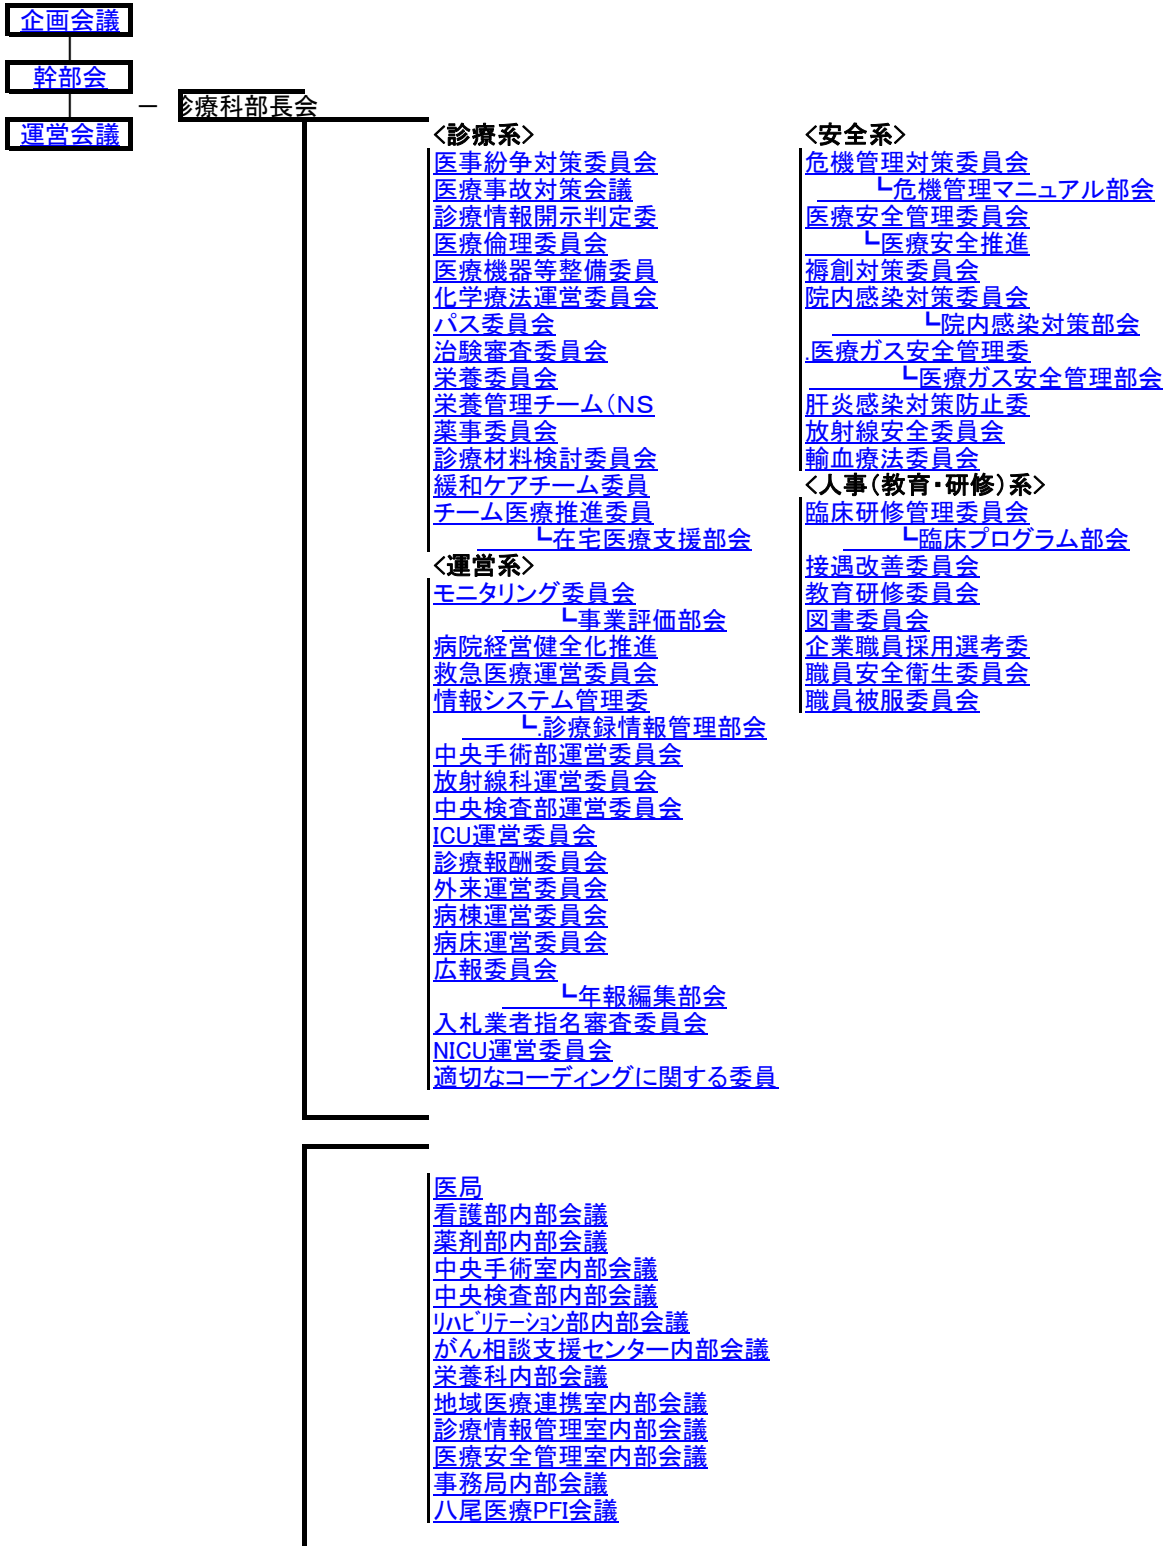 企画会議
幹部会
－ 診療科部長会
運営会議
<診療系>
医事紛争対策委員会
医療事故対策会議
診療情報開示判定委
医療倫理委員会
医療機器等整備委員
化学療法運営委員会
パス委員会
治験審査委員会
栄養委員会
栄養管理チーム（ＮＳ
薬事委員会
診療材料検討委員会
緩和ケアチーム委員
チーム医療推進委員
┗在宅医療支援部会
<運営系>
モニタリング委員会
┗事業評価部会
病院経営健全化推進
救急医療運営委員会
情報システム管理委
┗.診療録情報管理部会
中央手術部運営委員会
放射線科運営委員会
中央検査部運営委員会
ICU運営委員会
診療報酬委員会
外来運営委員会
病棟運営委員会
病床運営委員会
広報委員会
┗年報編集部会
入札業者指名審査委員会
NICU運営委員会
適切なコーディングに関する委員
<安全系>
危機管理対策委員会
┗危機管理マニュアル部会
医療安全管理委員会
┗医療安全推進
褥創対策委員会
院内感染対策委員会
┗院内感染対策部会
.医療ガス安全管理委
┗医療ガス安全管理部会
肝炎感染対策防止委
放射線安全委員会
輸血療法委員会
<人事（教育・研修）系>
臨床研修管理委員会
┗臨床プログラム部会
接遇改善委員会
教育研修委員会
図書委員会
企業職員採用選考委
職員安全衛生委員会
職員被服委員会
医局
看護部内部会議
薬剤部内部会議
中央手術室内部会議
中央検査部内部会議
ﾘﾊﾋﾞﾘﾃｰｼｮﾝ部内部会議
がん相談支援センター内部会議
栄養科内部会議
地域医療連携室内部会議
診療情報管理室内部会議
医療安全管理室内部会議
事務局内部会議
八尾医療PFI会議